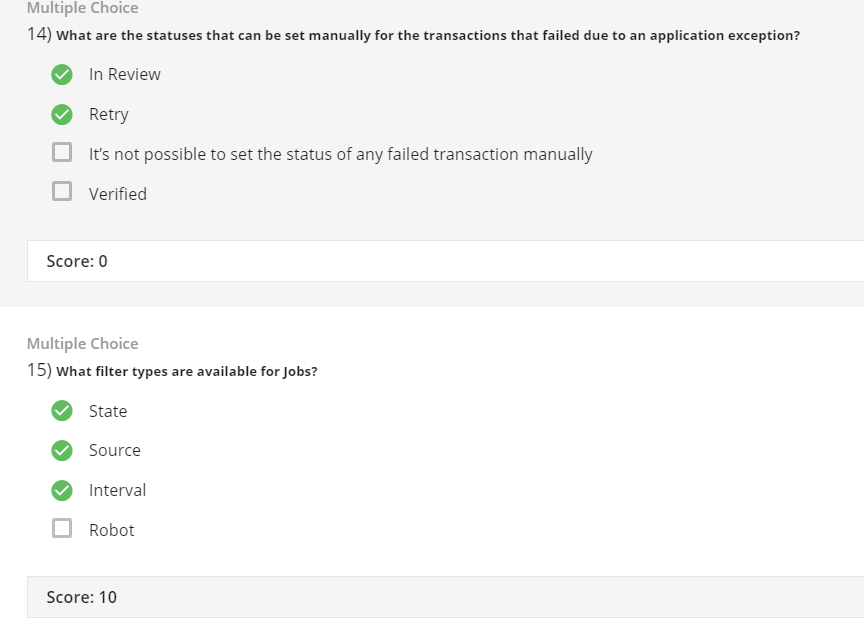 Multiple Choice
14) What are the statuses that can be set manually for the transactions that failed due to an application exception?
In Review
Retry
It’s not possible to set the status of any failed transaction manually
Verified
Score: 0
Multiple Choice
15) What filter types are available for Jobs?
State
Source
Interval
Robot
Score: 10